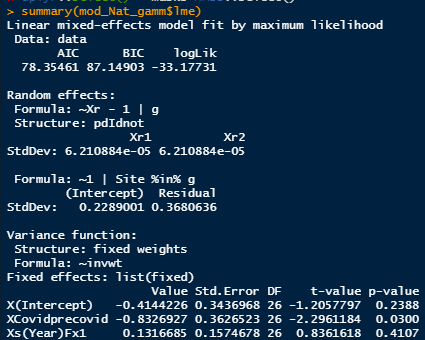 > summary(mod_Nat_gamm$lme)
Linear mixed-effects model fit by maximum likelihood
Data: data
AIC BIC logLik
78.35461 87.14903 -33.17731
Random effects:
Formula: ~Xr - 1 | g
Structure: pdIdnot
Xr1 Xr2
StdDev: 6.210884e-05 6.210884e-05
Formula: ~1 | Site %in% g
(Intercept) Residual
StdDev: 0.2289001 0.3680636
Variance function:
Structure: fixed weights
Formula: ~invwt
Fixed effects: list(fixed)
Value Std.Error DF t-value p-value
X(Intercept) -0.4144226 0.3436968 26 -1.2057797 0.2388
XCovidprecovid -0.8326927 0.3626523 26 -2.2961184 0.0300
Xs(Year)Fx1 0.1316685 0.1574678 26 0.8361618 0.4107